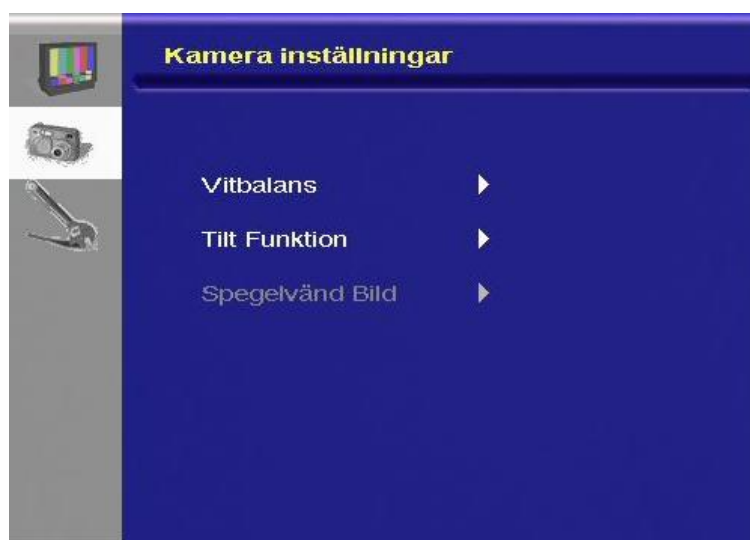 Kamera inställningar
Vitbalans
Tilt Funktion
Spegelvänd Bild